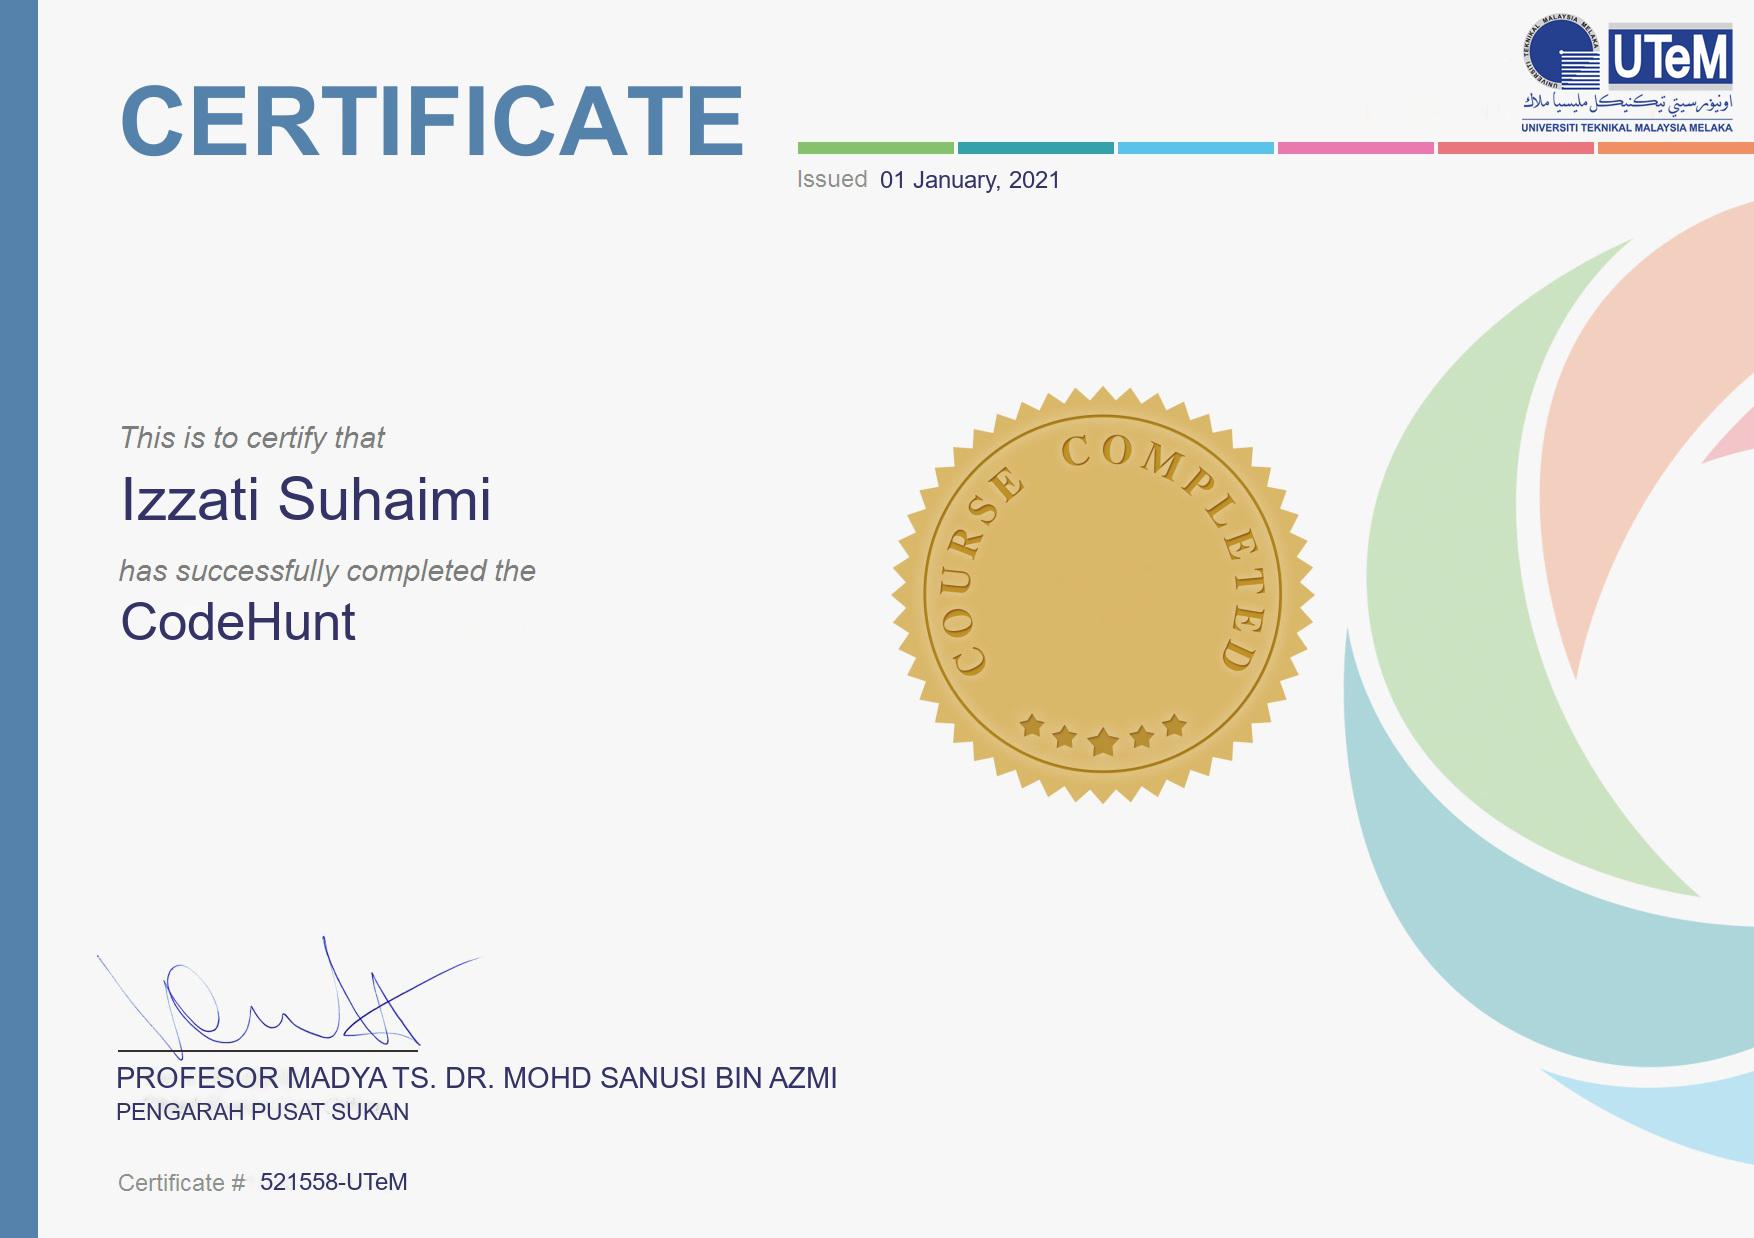 UNIVERSITI TEKNIKAL MALAYSIA MELAKA
UTeM
اونيۏرسيتي تيكنيكل مليسيا ملاك
UNIVERSITI TEKNIKAL MALAYSIA MELAKA
CERTIFICATE
Issued 01 January, 2021
This is to certify that
Izzati Suhaimi
has successfully completed the
CodeHunt
COURSE COMPLETED
PROFESOR MADYA TS. DR. MOHD SANUSI BIN AZMI
PENGARAH PUSAT SUKAN
Certificate # 521558-UTeM